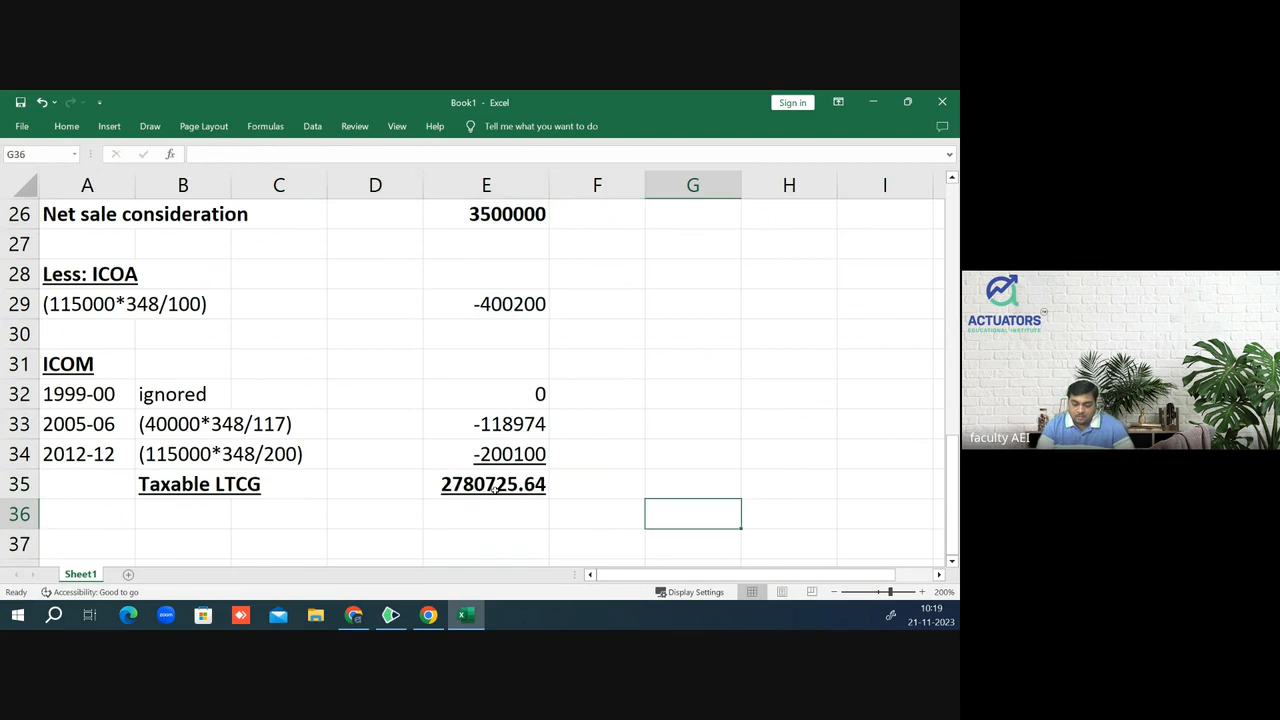 Book1 - Excel
Sign in
File Home Insert Draw Page Layout Formulas Data Review View Help Tell me what you want to do
G36
fx
A B C D E F G H I
26 Net sale consideration 3500000
27
28 Less: ICOA
29 (115000*348/100) -400200
30
31 ICOM
32 1999-00 ignored 0
33 2005-06 (40000*348/117) -118974
34 2012-12 (115000*348/200) -200100
35 Taxable LTCG 2780725.64
36
37
Sheet1
Ready Accessibility: Good to go Display Settings 200%
zoom
10:19
21-11-2023
ACTUATORS
EDUCATIONAL INSTITUTE
faculty AEI